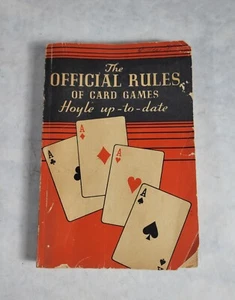 The
OFFICIAL RULES
OF CARD GAMES
Hoyle up-to-date
A
A
A
A